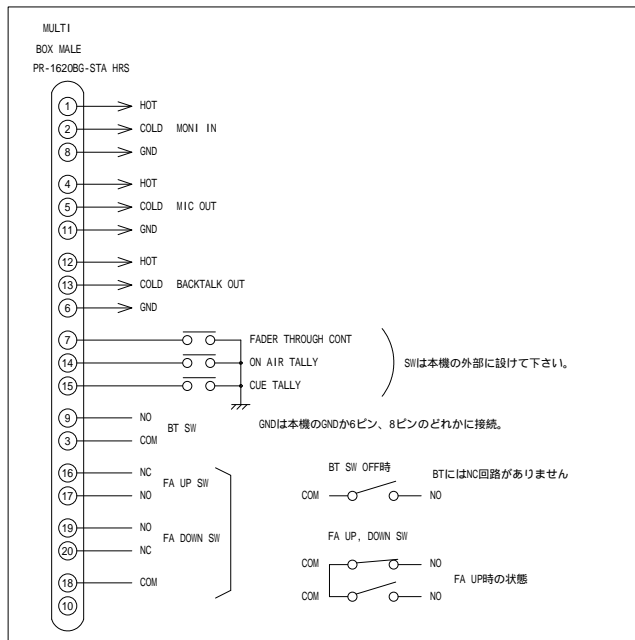 MULTI
BOX MALE
PR-1620BG-STA HRS
1 HOT
2 COLD MONI IN
8 GND
4 HOT
5 COLD MIC OUT
11 GND
12 HOT
13 COLD BACKTALK OUT
6 GND
7 FADER THROUGH CONT
14 ON AIR TALLY SWは本機の外部に設けて下さい。
15 CUE TALLY
9 NO
BT SW
3 COM
GNDは本機のGNDか6ピン、8ピンのどれかに接続。
16 NC
FA UP SW
17 NO
19 NO
FA DOWN SW
20 NC
18 COM
10
BT SW OFF時 BTにはNC回路がありません
COM NO
FA UP, DOWN SW
COM NO
FA UP時の状態
COM NO